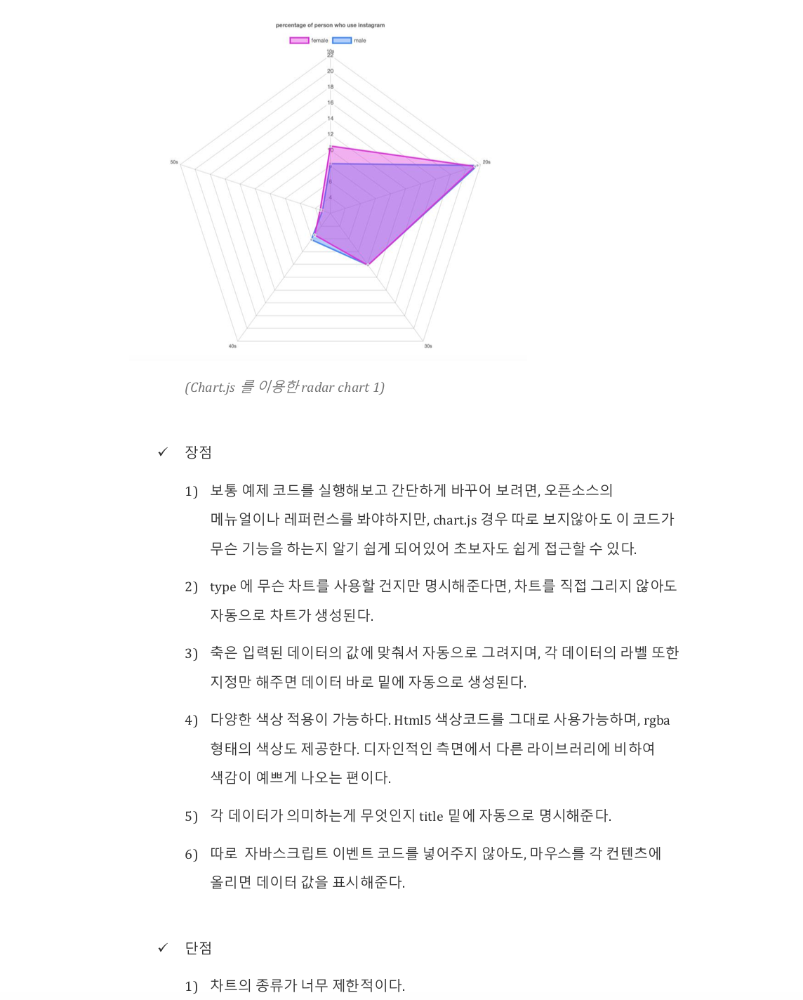 percentage of person who use instagram
female male
10s
22
20
18
16
14
12
10
8
6
4
50s
20s
40s
30s
(Chart.js 를 이용한 radar chart 1)
✓ 장점
1) 보통 예제 코드를 실행해보고 간단하게 바꾸어 보려면, 오픈소스의
메뉴얼이나 레퍼런스를 봐야하지만, chart.js 경우 따로 보지않아도 이 코드가
무슨 기능을 하는지 알기 쉽게 되어있어 초보자도 쉽게 접근할 수 있다.
2) type 에 무슨 차트를 사용할 건지만 명시해준다면, 차트를 직접 그리지 않아도
자동으로 차트가 생성된다.
3) 축은 입력된 데이터의 값에 맞춰서 자동으로 그려지며, 각 데이터의 라벨 또한
지정만 해주면 데이터 바로 밑에 자동으로 생성된다.
4) 다양한 색상 적용이 가능하다. Html5 색상코드를 그대로 사용가능하며, rgba
형태의 색상도 제공한다. 디자인적인 측면에서 다른 라이브러리에 비하여
색감이 예쁘게 나오는 편이다.
5) 각 데이터가 의미하는게 무엇인지 title 밑에 자동으로 명시해준다.
6) 따로 자바스크립트 이벤트 코드를 넣어주지 않아도, 마우스를 각 컨텐츠에
올리면 데이터 값을 표시해준다.
✓ 단점
1) 차트의 종류가 너무 제한적이다.